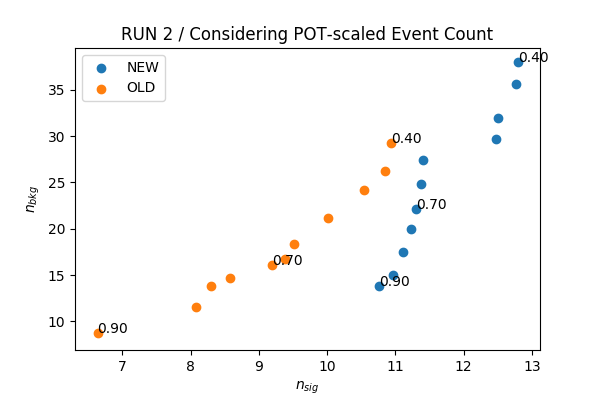 RUN 2 / Considering POT-scaled Event Count
NEW
OLD
0.40
0.40
0.70
0.70
0.90
0.90
35
30
25
20
15
10
n_bkg
7 8 9 10 11 12 13
n_sig